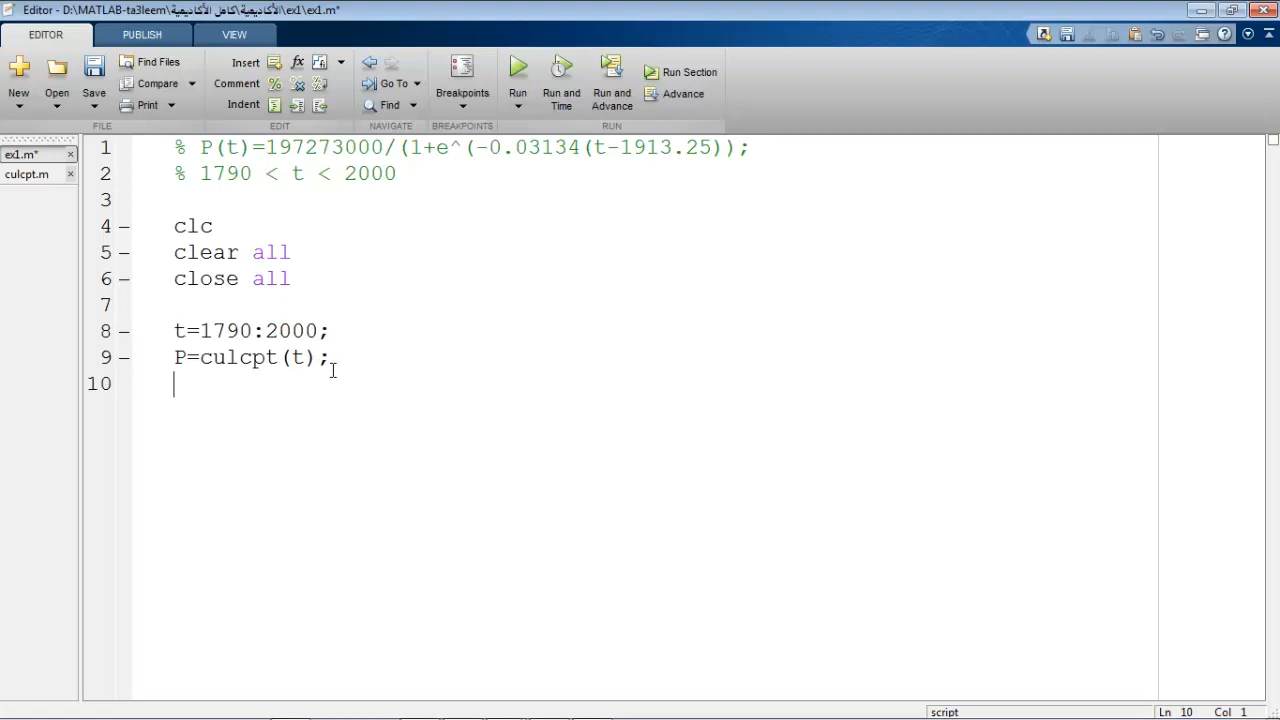 Editor - D:\MATLAB-ta3leem\كامل الأكاديمية\الأكاديمية\ex1\ex1.m*
EDITOR PUBLISH VIEW
New Open Save Find Files Compare Print
Insert fx Comment % Indent
Go To Find
Breakpoints
Run Run and Time Run and Advance Run Section Advance
FILE EDIT NAVIGATE BREAKPOINTS RUN
ex1.m* ×
culcpt.m ×
1 % P(t)=197273000/(1+e^(-0.03134(t-1913.25));
2 % 1790 < t < 2000
3
4 – clc
5 – clear all
6 – close all
7
8 – t=1790:2000;
9 – P=culcpt(t);
10
script Ln 10 Col 1